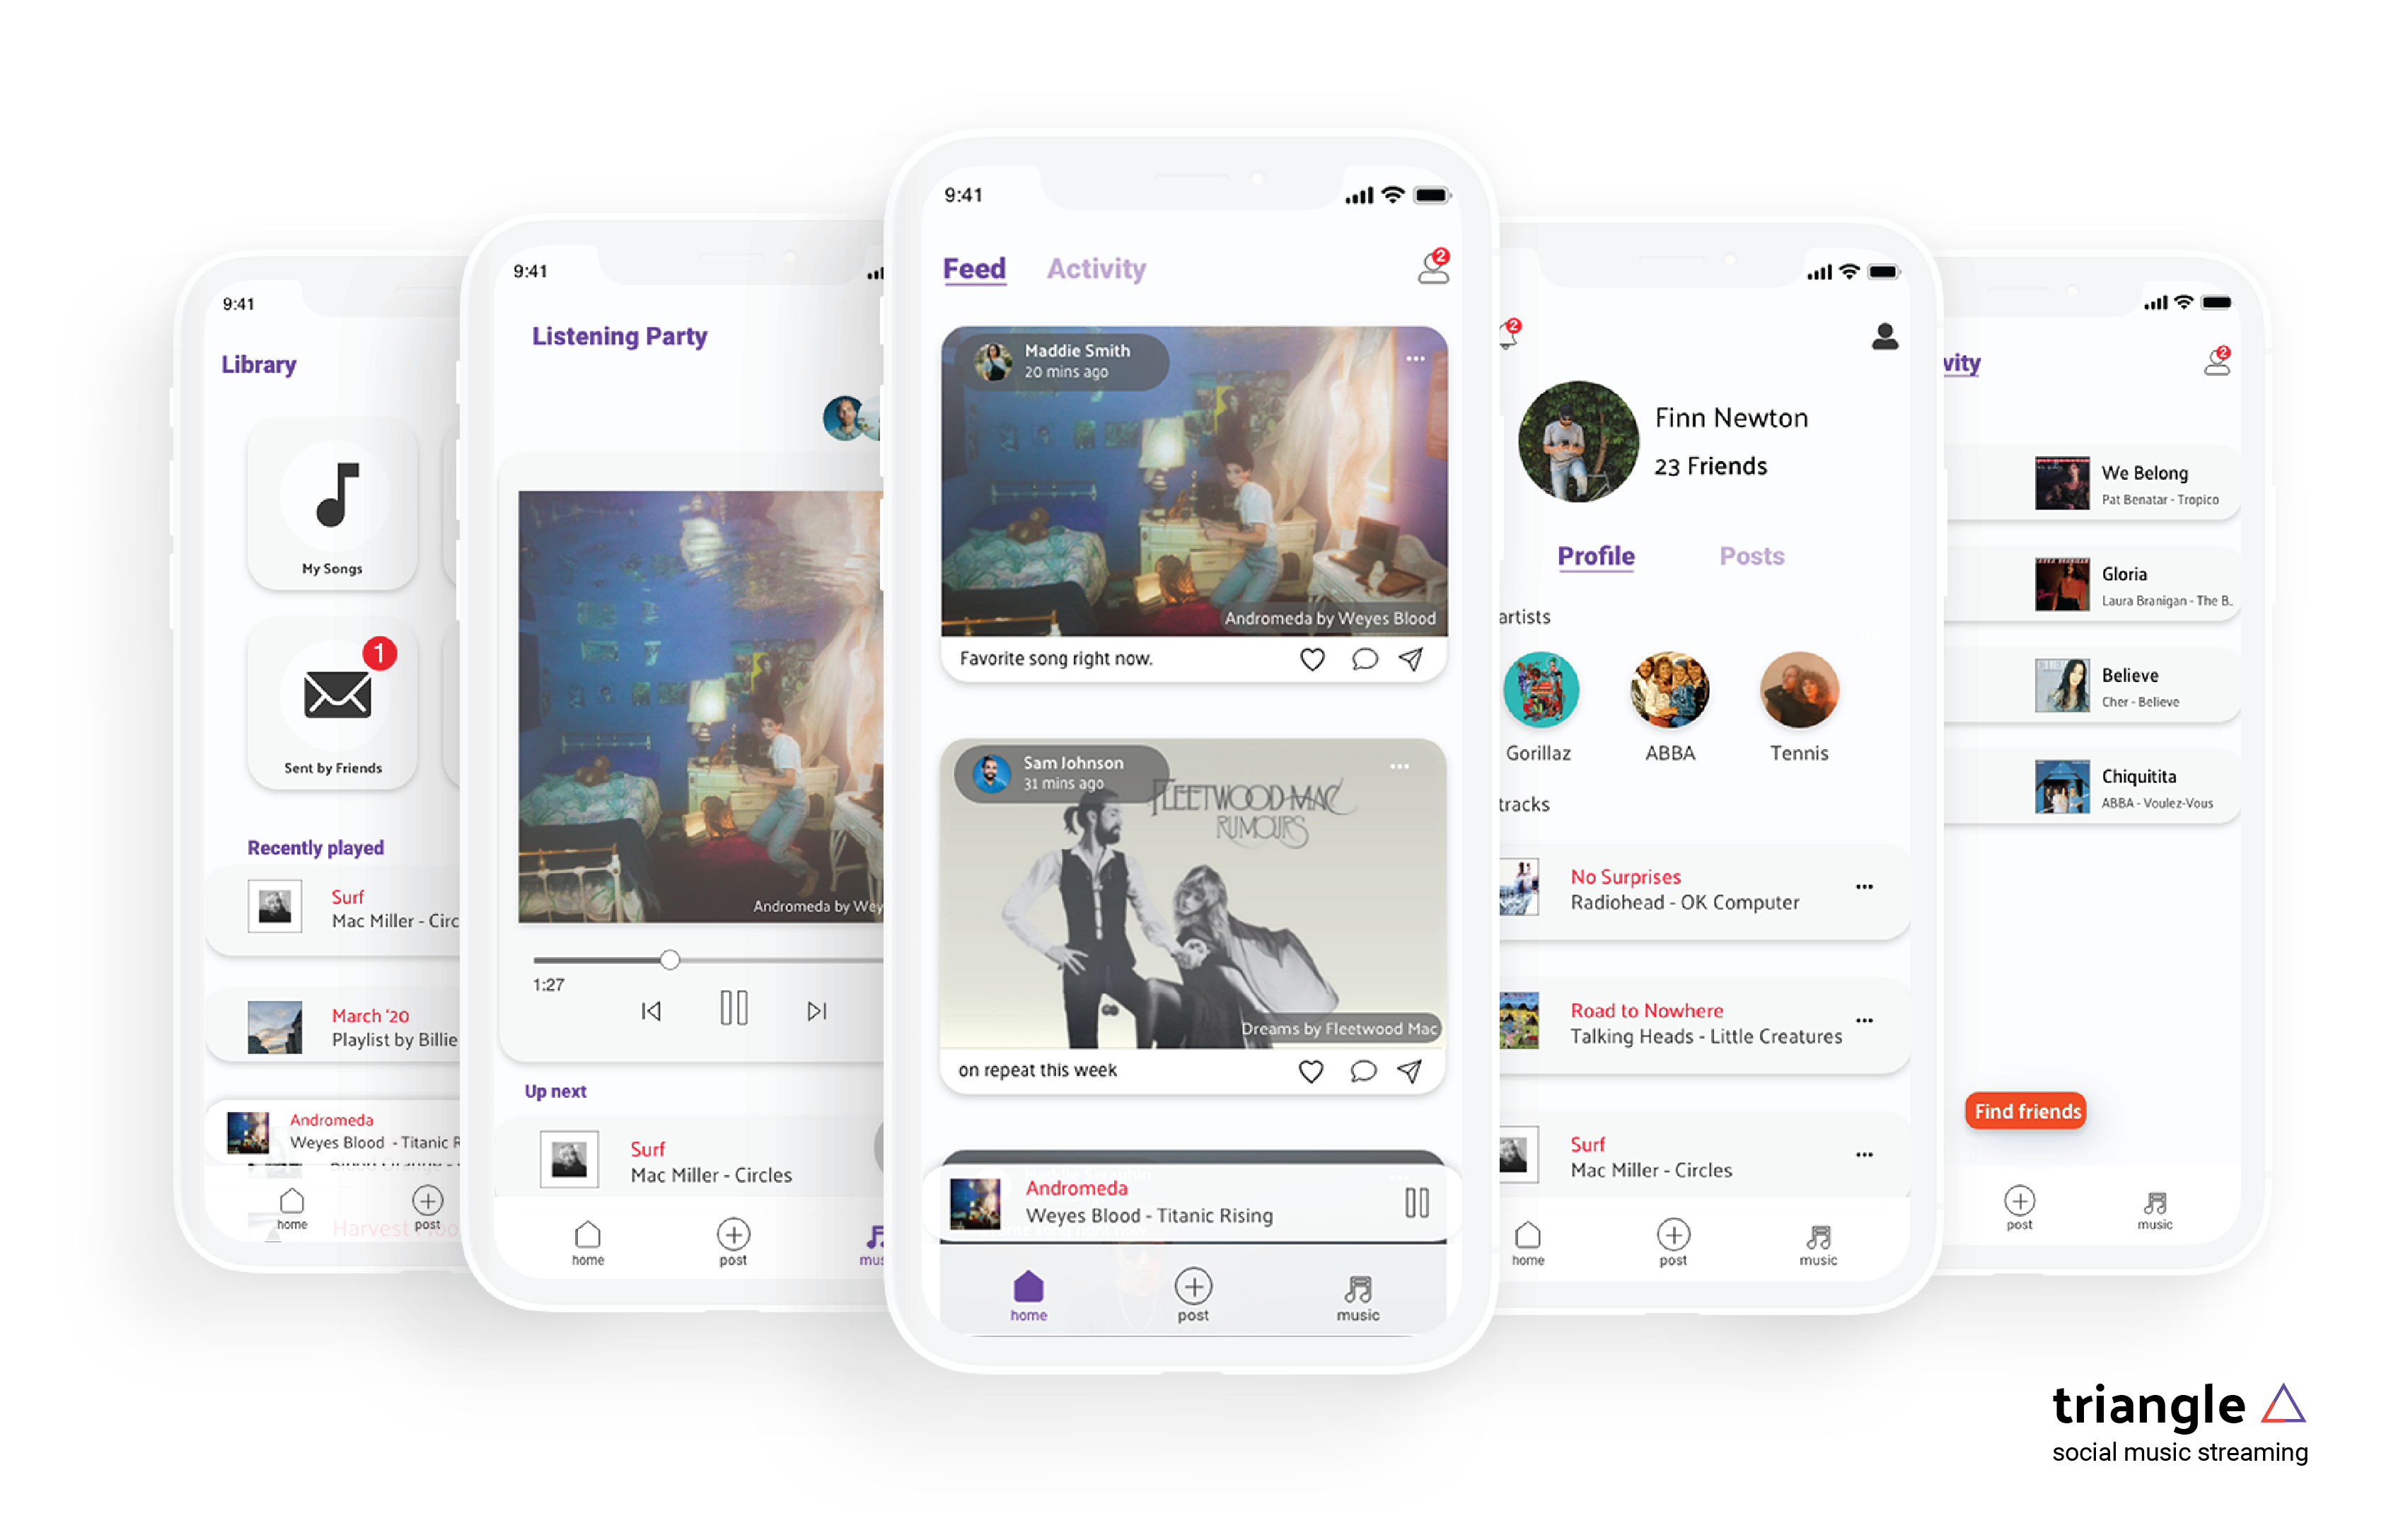 9:41
Library
My Songs
1
Sent by Friends
Recently played
Surf
Mac Miller - Circ
March '20
Playlist by Billie
Andromeda
Weyes Blood - Titanic R
Blood Orange -
home
post
Harvest Moo
9:41
Listening Party
Andromeda by Wey
1:27
Up next
Surf
Mac Miller - Circles
home
post
mus
9:41
Feed Activity
2
Maddie Smith
20 mins ago
Andromeda by Weyes Blood
Favorite song right now.
Sam Johnson
31 mins ago
FLEETWOOD MAC
RUMOURS
Dreams by Fleetwood Mac
on repeat this week
Andromeda
Weyes Blood - Titanic Rising
home
post
music
2
Finn Newton
23 Friends
Profile Posts
artists
Gorillaz
ABBA
Tennis
tracks
No Surprises
Radiohead - OK Computer
Road to Nowhere
Talking Heads - Little Creatures
Surf
Mac Miller - Circles
home
post
music
vity
2
We Belong
Pat Benatar - Tropico
Gloria
Laura Branigan - The B..
Believe
Cher - Believe
Chiquitita
ABBA - Voulez-Vous
Find friends
post
music
triangle
social music streaming